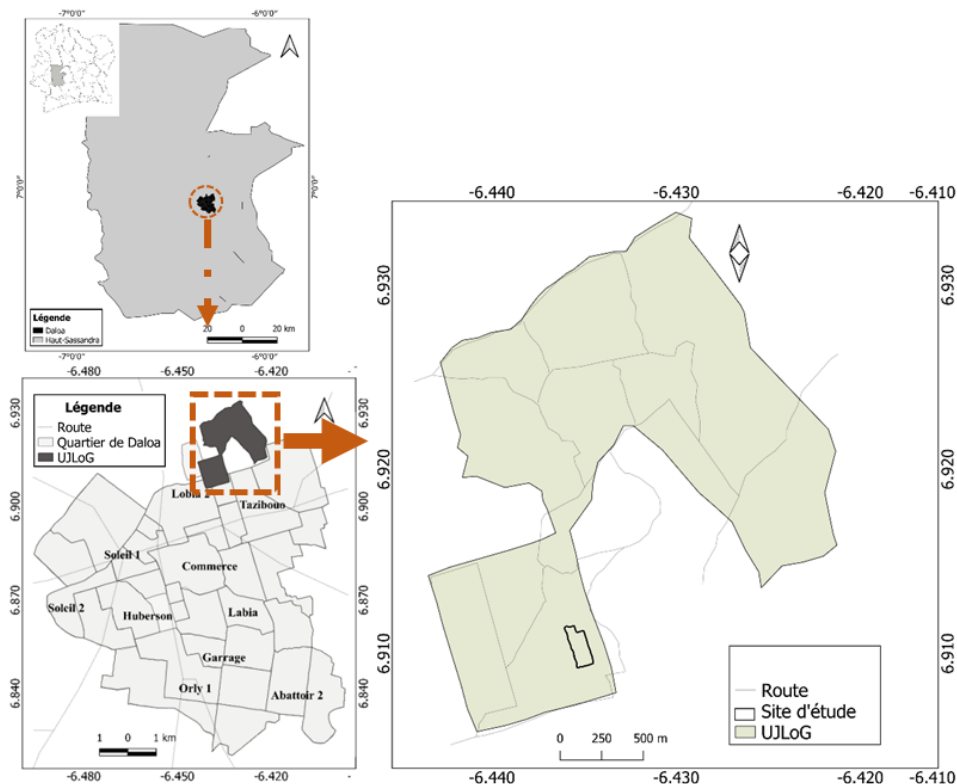 -7°0'0" -6°0'0"
7°0'0" 7°0'0"
Légende
Daloa
Haut-Sassandra
20 0 20 km
-7°0'0" -6°0'0"
-6.480 -6.450 -6.420
6.930 6.930
6.900 6.900
6.870 6.870
6.840 6.840
Légende
Route
Quartier de Daloa
UJLoG
Lobia 2
Tazibouo
Soleil 1
Commerce
Soleil 2
Huberson
Labia
Garrage
Orly 1
Abattoir 2
1 0 1 km
-6.480 -6.450 -6.420
-6.440 -6.430 -6.420 -6.410
6.930 6.930
6.920 6.920
6.910 6.910
Route
Site d'étude
UJLoG
0 250 500 m
-6.440 -6.430 -6.420 -6.410